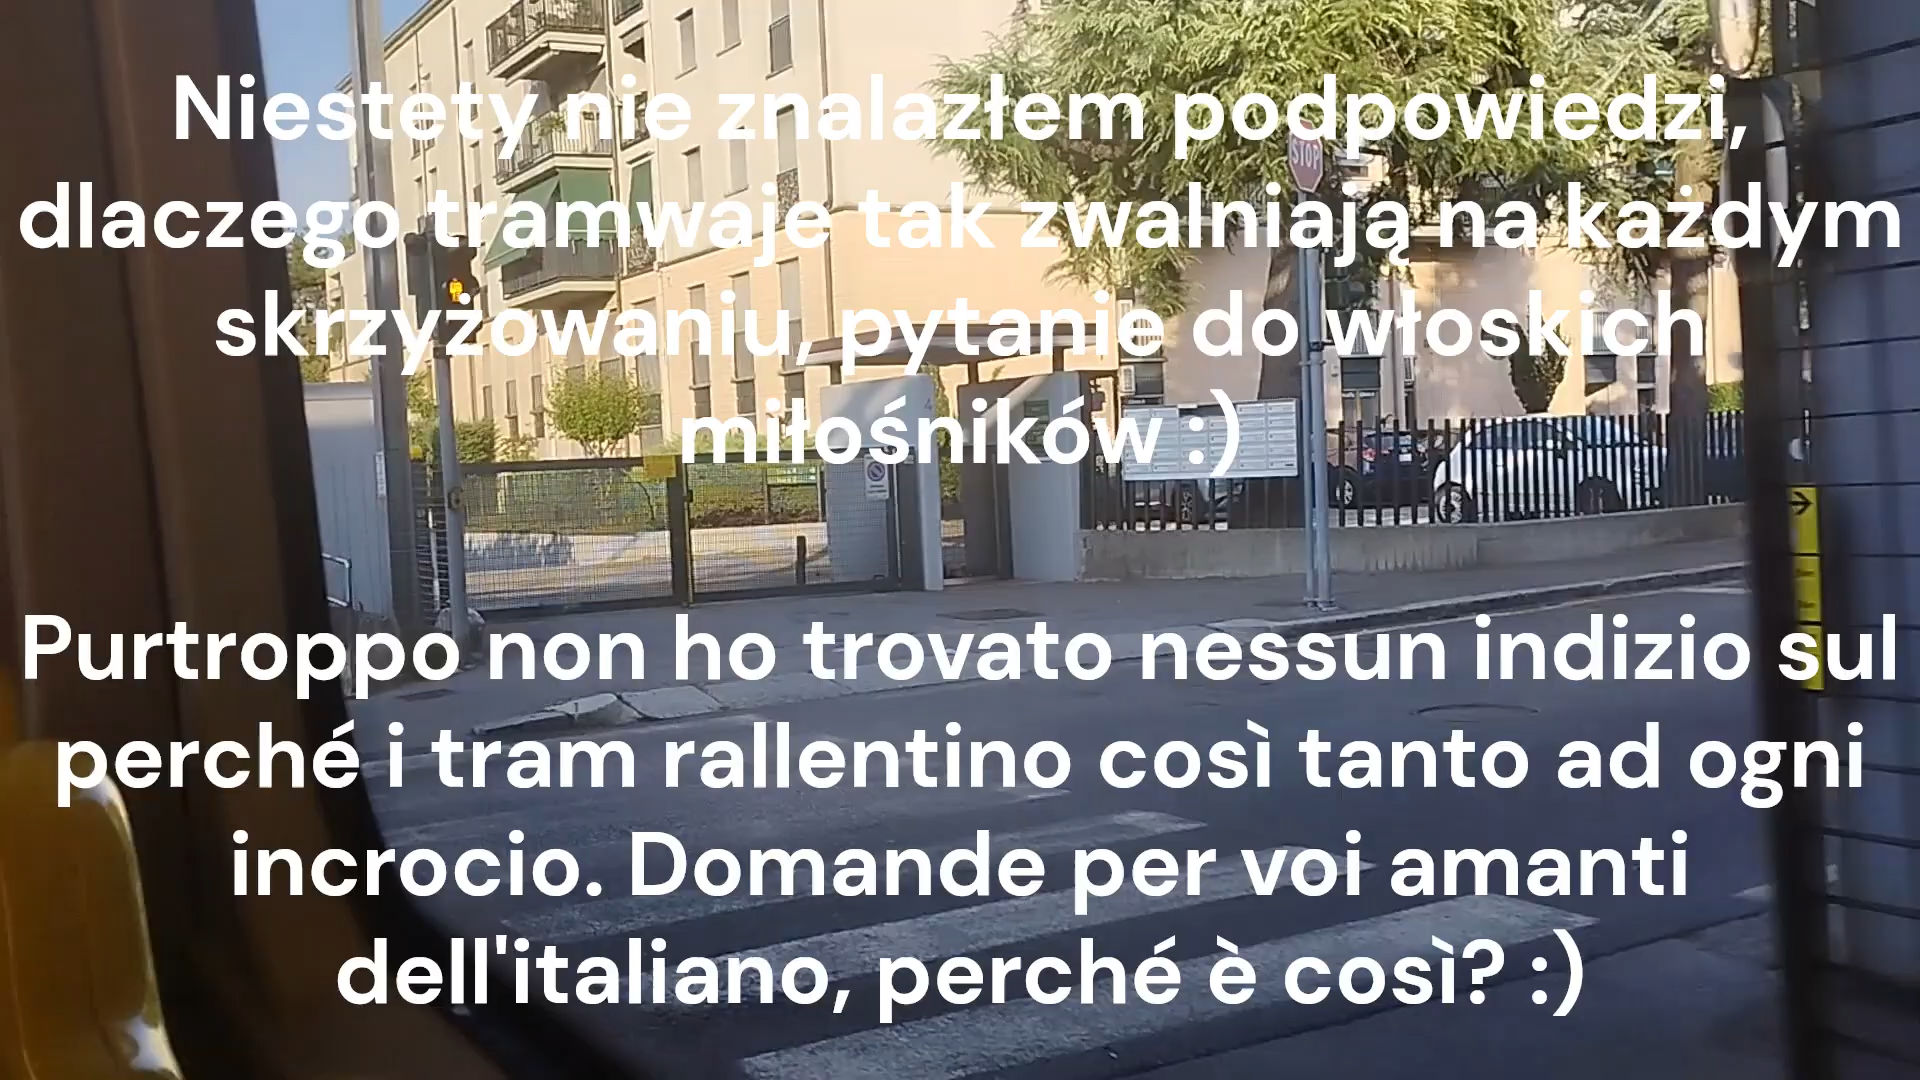 Niestety nie znalazłem podpowiedzi,
dlaczego tramwaje tak zwalniają na każdym
skrzyżowaniu, pytanie do włoskich
miłośników :)
STOP
Purtroppo non ho trovato nessun indizio sul
perché i tram rallentino così tanto ad ogni
incrocio. Domande per voi amanti
dell'italiano, perché è così? :)